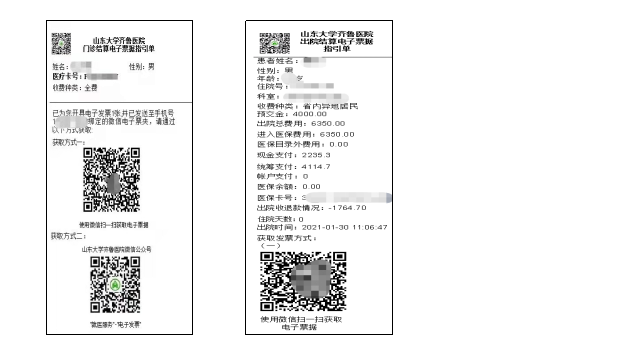 山东大学齐鲁医院
门诊结算电子票据
指引单
姓名：
性别：男
医疗卡号：
收费种类：全费
已为您开具电子发票1张并已发送至手机号
绑定的微信电子票夹，请通过
以下方式获取
获取方式一：
使用微信扫一扫获取电子票据
获取方式二：
山东大学齐鲁医院微信公众号
“就医服务”-“电子发票”
山东大学齐鲁医院
出院结算电子票据
指引单
患者姓名：
性别：男
年龄：岁
住院号：
科室：
收费种类：省内异地居民
预交金：4000.00
出院总费用：6350.00
进入医保费用：6350.00
医保目录外费用：0.00
现金支付：2235.3
统筹支付：4114.7
帐户支付：0
医保余额：0.00
医保卡号：3
出院收退款情况：-1764.70
住院天数：0
出院时间：2021-01-30 11:06:47
获取发票方式：
（一）
使用微信扫一扫获取
电子票据